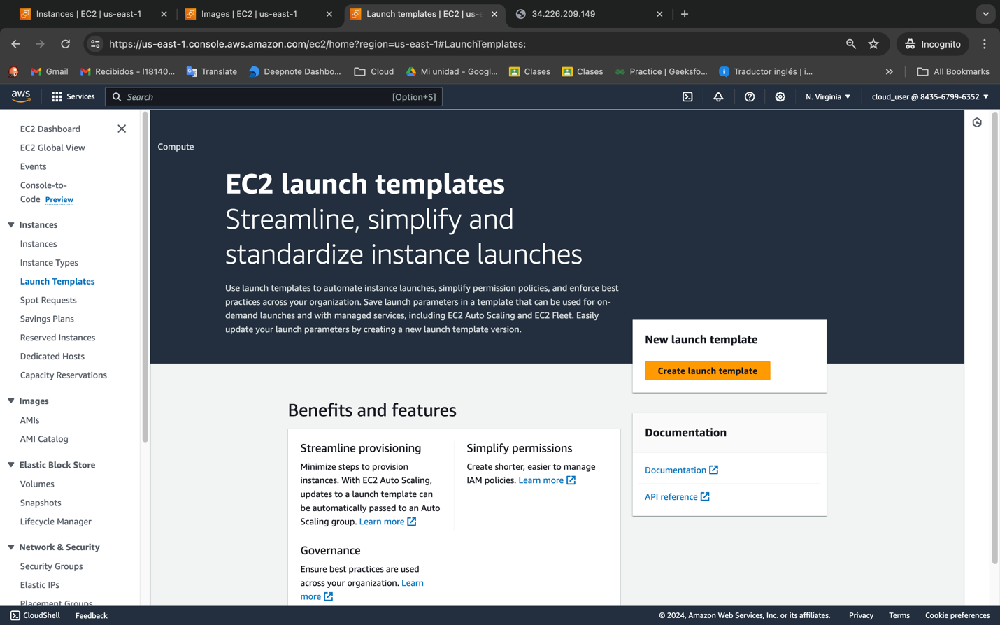 Instances | EC2 | us-east-1
Images | EC2 | us-east-1
Launch templates | EC2 | us-e
34.226.209.149
https://us-east-1.console.aws.amazon.com/ec2/home?region=us-east-1#LaunchTemplates:
Incognito
Gmail
Recibidos - l18140...
Translate
Deepnote Dashbo...
Cloud
Mi unidad - Googl...
Clases
Clases
Practice | Geeksfo...
Traductor inglés | i...
All Bookmarks
aws
Services
Search
[Option+S]
N. Virginia
cloud_user @ 8435-6799-6352
EC2 Dashboard
EC2 Global View
Events
Console-to-
Code Preview
Instances
Instances
Instance Types
Launch Templates
Spot Requests
Savings Plans
Reserved Instances
Dedicated Hosts
Capacity Reservations
Images
AMIs
AMI Catalog
Elastic Block Store
Volumes
Snapshots
Lifecycle Manager
Network & Security
Security Groups
Elastic IPs
Placement Groups
Compute
EC2 launch templates
Streamline, simplify and
standardize instance launches
Use launch templates to automate instance launches, simplify permission policies, and enforce best
practices across your organization. Save launch parameters in a template that can be used for on-
demand launches and with managed services, including EC2 Auto Scaling and EC2 Fleet. Easily
update your launch parameters by creating a new launch template version.
New launch template
Create launch template
Benefits and features
Streamline provisioning
Minimize steps to provision
instances. With EC2 Auto Scaling,
updates to a launch template can
be automatically passed to an Auto
Scaling group. Learn more
Simplify permissions
Create shorter, easier to manage
IAM policies. Learn more
Governance
Ensure best practices are used
across your organization. Learn
more
Documentation
Documentation
API reference
CloudShell
Feedback
© 2024, Amazon Web Services, Inc. or its affiliates.
Privacy
Terms
Cookie preferences